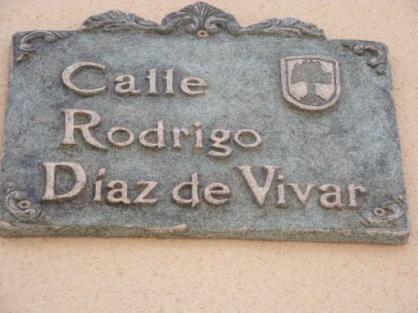 Calle
Rodrigo
Díaz de Vivar